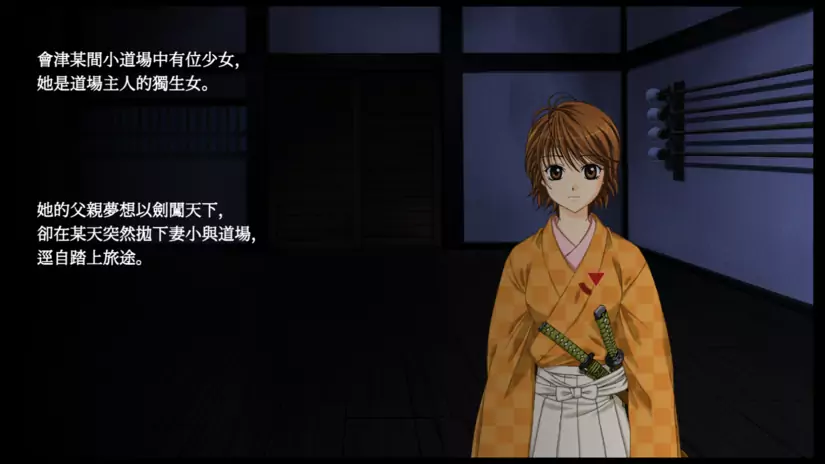 會津某間小道場中有位少女,
她是道場主人的獨生女。
她的父親夢想以劍闖天下,
卻在某天突然拋下妻小與道場,
逕自踏上旅途。